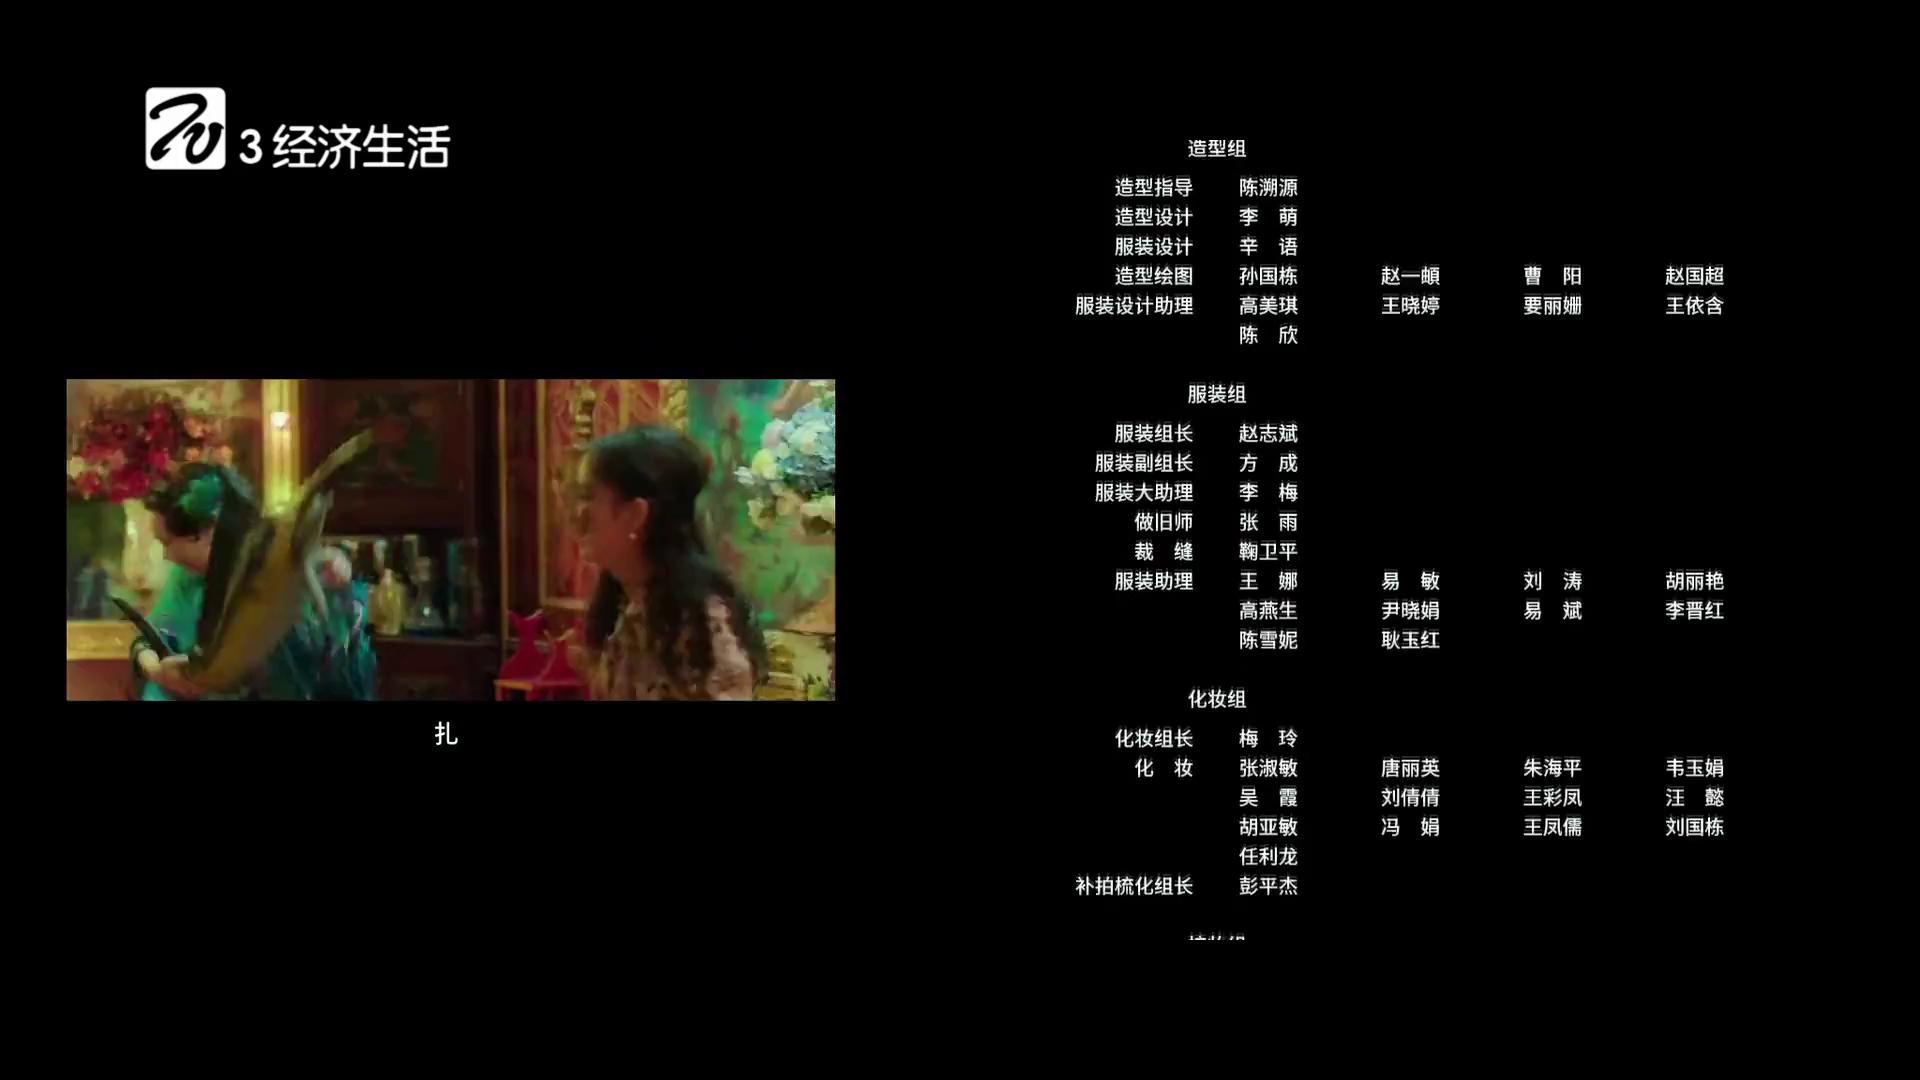 3 经济生活
扎
造型组
造型指导 陈溯源
造型设计 李 萌
服装设计 辛 语
造型绘图 孙国栋 赵一頔 曹 阳 赵国超
服装设计助理 高美琪 王晓婷 要丽姗 王依含
陈 欣
服装组
服装组长 赵志斌
服装副组长 方 成
服装大助理 李 梅
做旧师 张 雨
裁 缝 鞠卫平
服装助理 王 娜 易 敏 刘 涛 胡丽艳
高燕生 尹晓娟 易 斌 李晋红
陈雪妮 耿玉红
化妆组
化妆组长 梅 玲
化 妆 张淑敏 唐丽英 朱海平 韦玉娟
吴 霞 刘倩倩 王彩凤 汪 懿
胡亚敏 冯 娟 王凤儒 刘国栋
任利龙
补拍梳化组长 彭平杰